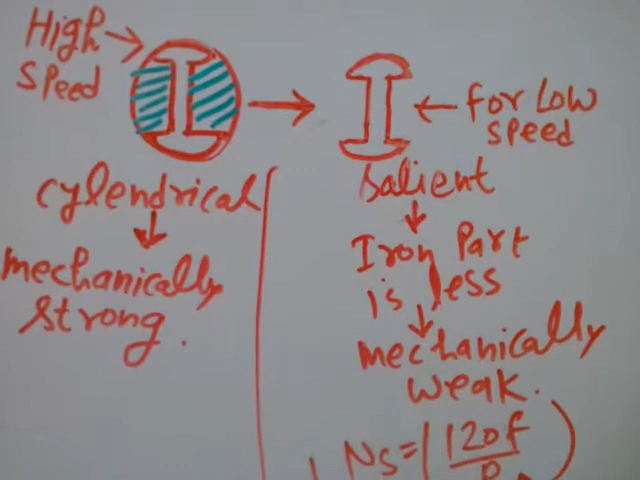 High
Speed
cylendrical
mechanically
strong.
For Low
speed
Salient
Iron Part
is less
mechanically
weak.
Ns=(120f/P)